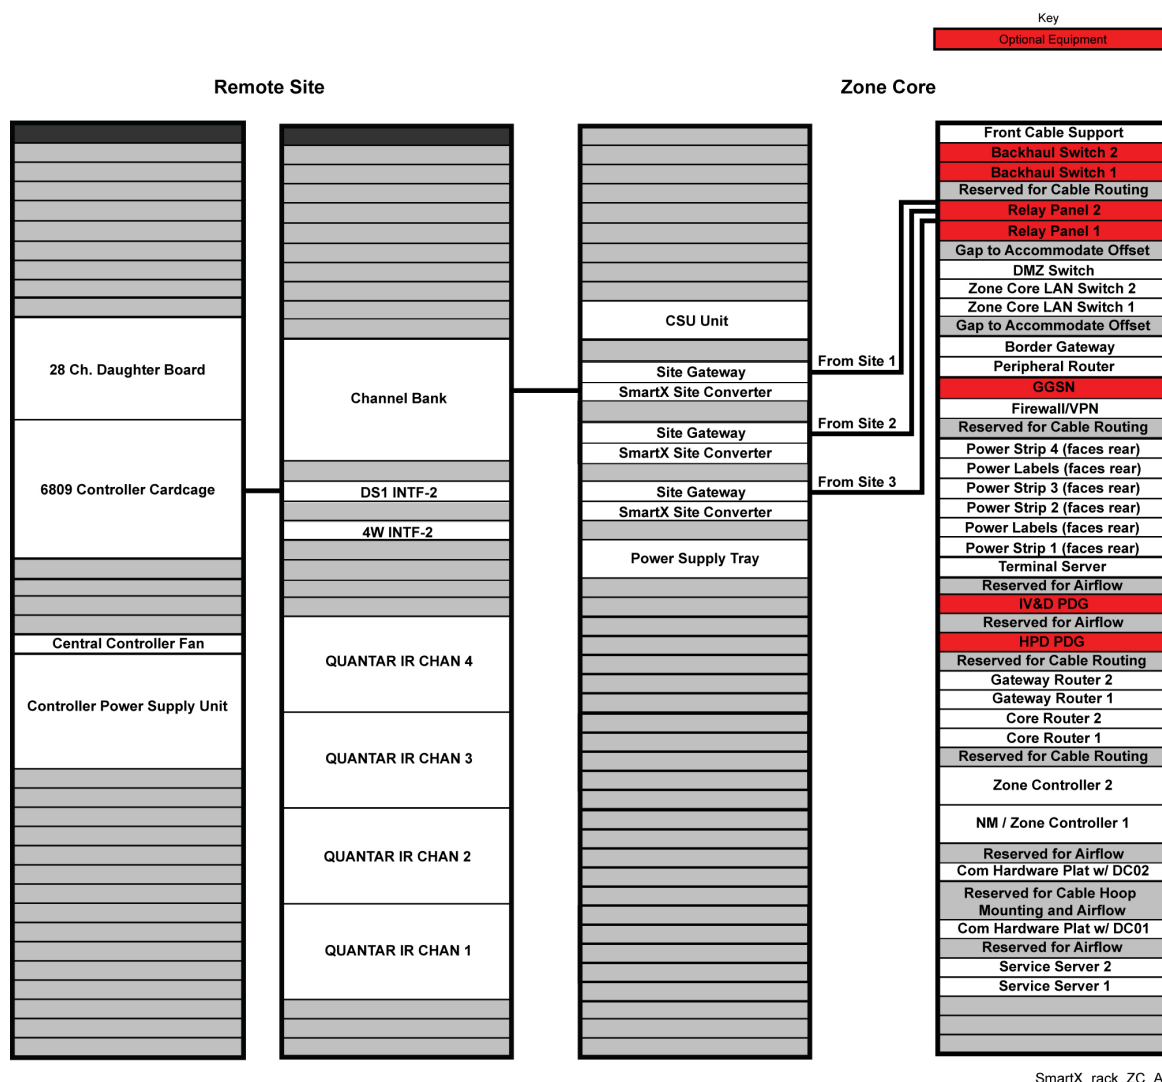 Key
Optional Equipment
Remote Site
Zone Core
28 Ch. Daughter Board
6809 Controller Cardcage
Central Controller Fan
Controller Power Supply Unit
Channel Bank
DS1 INTF-2
4W INTF-2
QUANTAR IR CHAN 4
QUANTAR IR CHAN 3
QUANTAR IR CHAN 2
QUANTAR IR CHAN 1
CSU Unit
Site Gateway
SmartX Site Converter
Site Gateway
SmartX Site Converter
Site Gateway
SmartX Site Converter
Power Supply Tray
From Site 1
From Site 2
From Site 3
Front Cable Support
Backhaul Switch 2
Backhaul Switch 1
Reserved for Cable Routing
Relay Panel 2
Relay Panel 1
Gap to Accommodate Offset
DMZ Switch
Zone Core LAN Switch 2
Zone Core LAN Switch 1
Gap to Accommodate Offset
Border Gateway
Peripheral Router
GGSN
Firewall/VPN
Reserved for Cable Routing
Power Strip 4 (faces rear)
Power Labels (faces rear)
Power Strip 3 (faces rear)
Power Strip 2 (faces rear)
Power Labels (faces rear)
Power Strip 1 (faces rear)
Terminal Server
Reserved for Airflow
IV&D PDG
Reserved for Airflow
HPD PDG
Reserved for Cable Routing
Gateway Router 2
Gateway Router 1
Core Router 2
Core Router 1
Reserved for Cable Routing
Zone Controller 2
NM / Zone Controller 1
Reserved for Airflow
Com Hardware Plat w/ DC02
Reserved for Cable Hoop
Mounting and Airflow
Com Hardware Plat w/ DC01
Reserved for Airflow
Service Server 2
Service Server 1
SmartX_rack_ZC_A